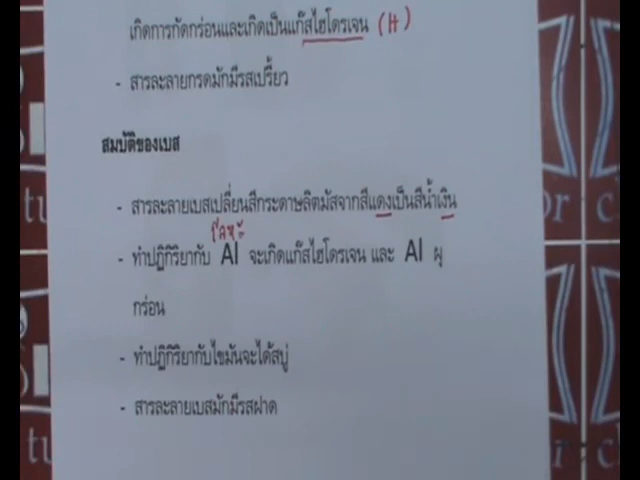 เกิดการกัดกร่อนและเกิดเป็นแก๊สไฮโดรเจน (H)
- สารละลายกรดมักมีรสเปรี้ยว
สมบัติของเบส
- สารละลายเบสเปลี่ยนสีกระดาษลิตมัสจากสีแดงเป็นสีน้ำเงิน
โลหะ
- ทำปฏิกิริยากับ Al จะเกิดแก๊สไฮโดรเจน และ Al ผุ
กร่อน
- ทำปฏิกิริยากับไขมันจะได้สบู่
- สารละลายเบสมักมีรสฝาด